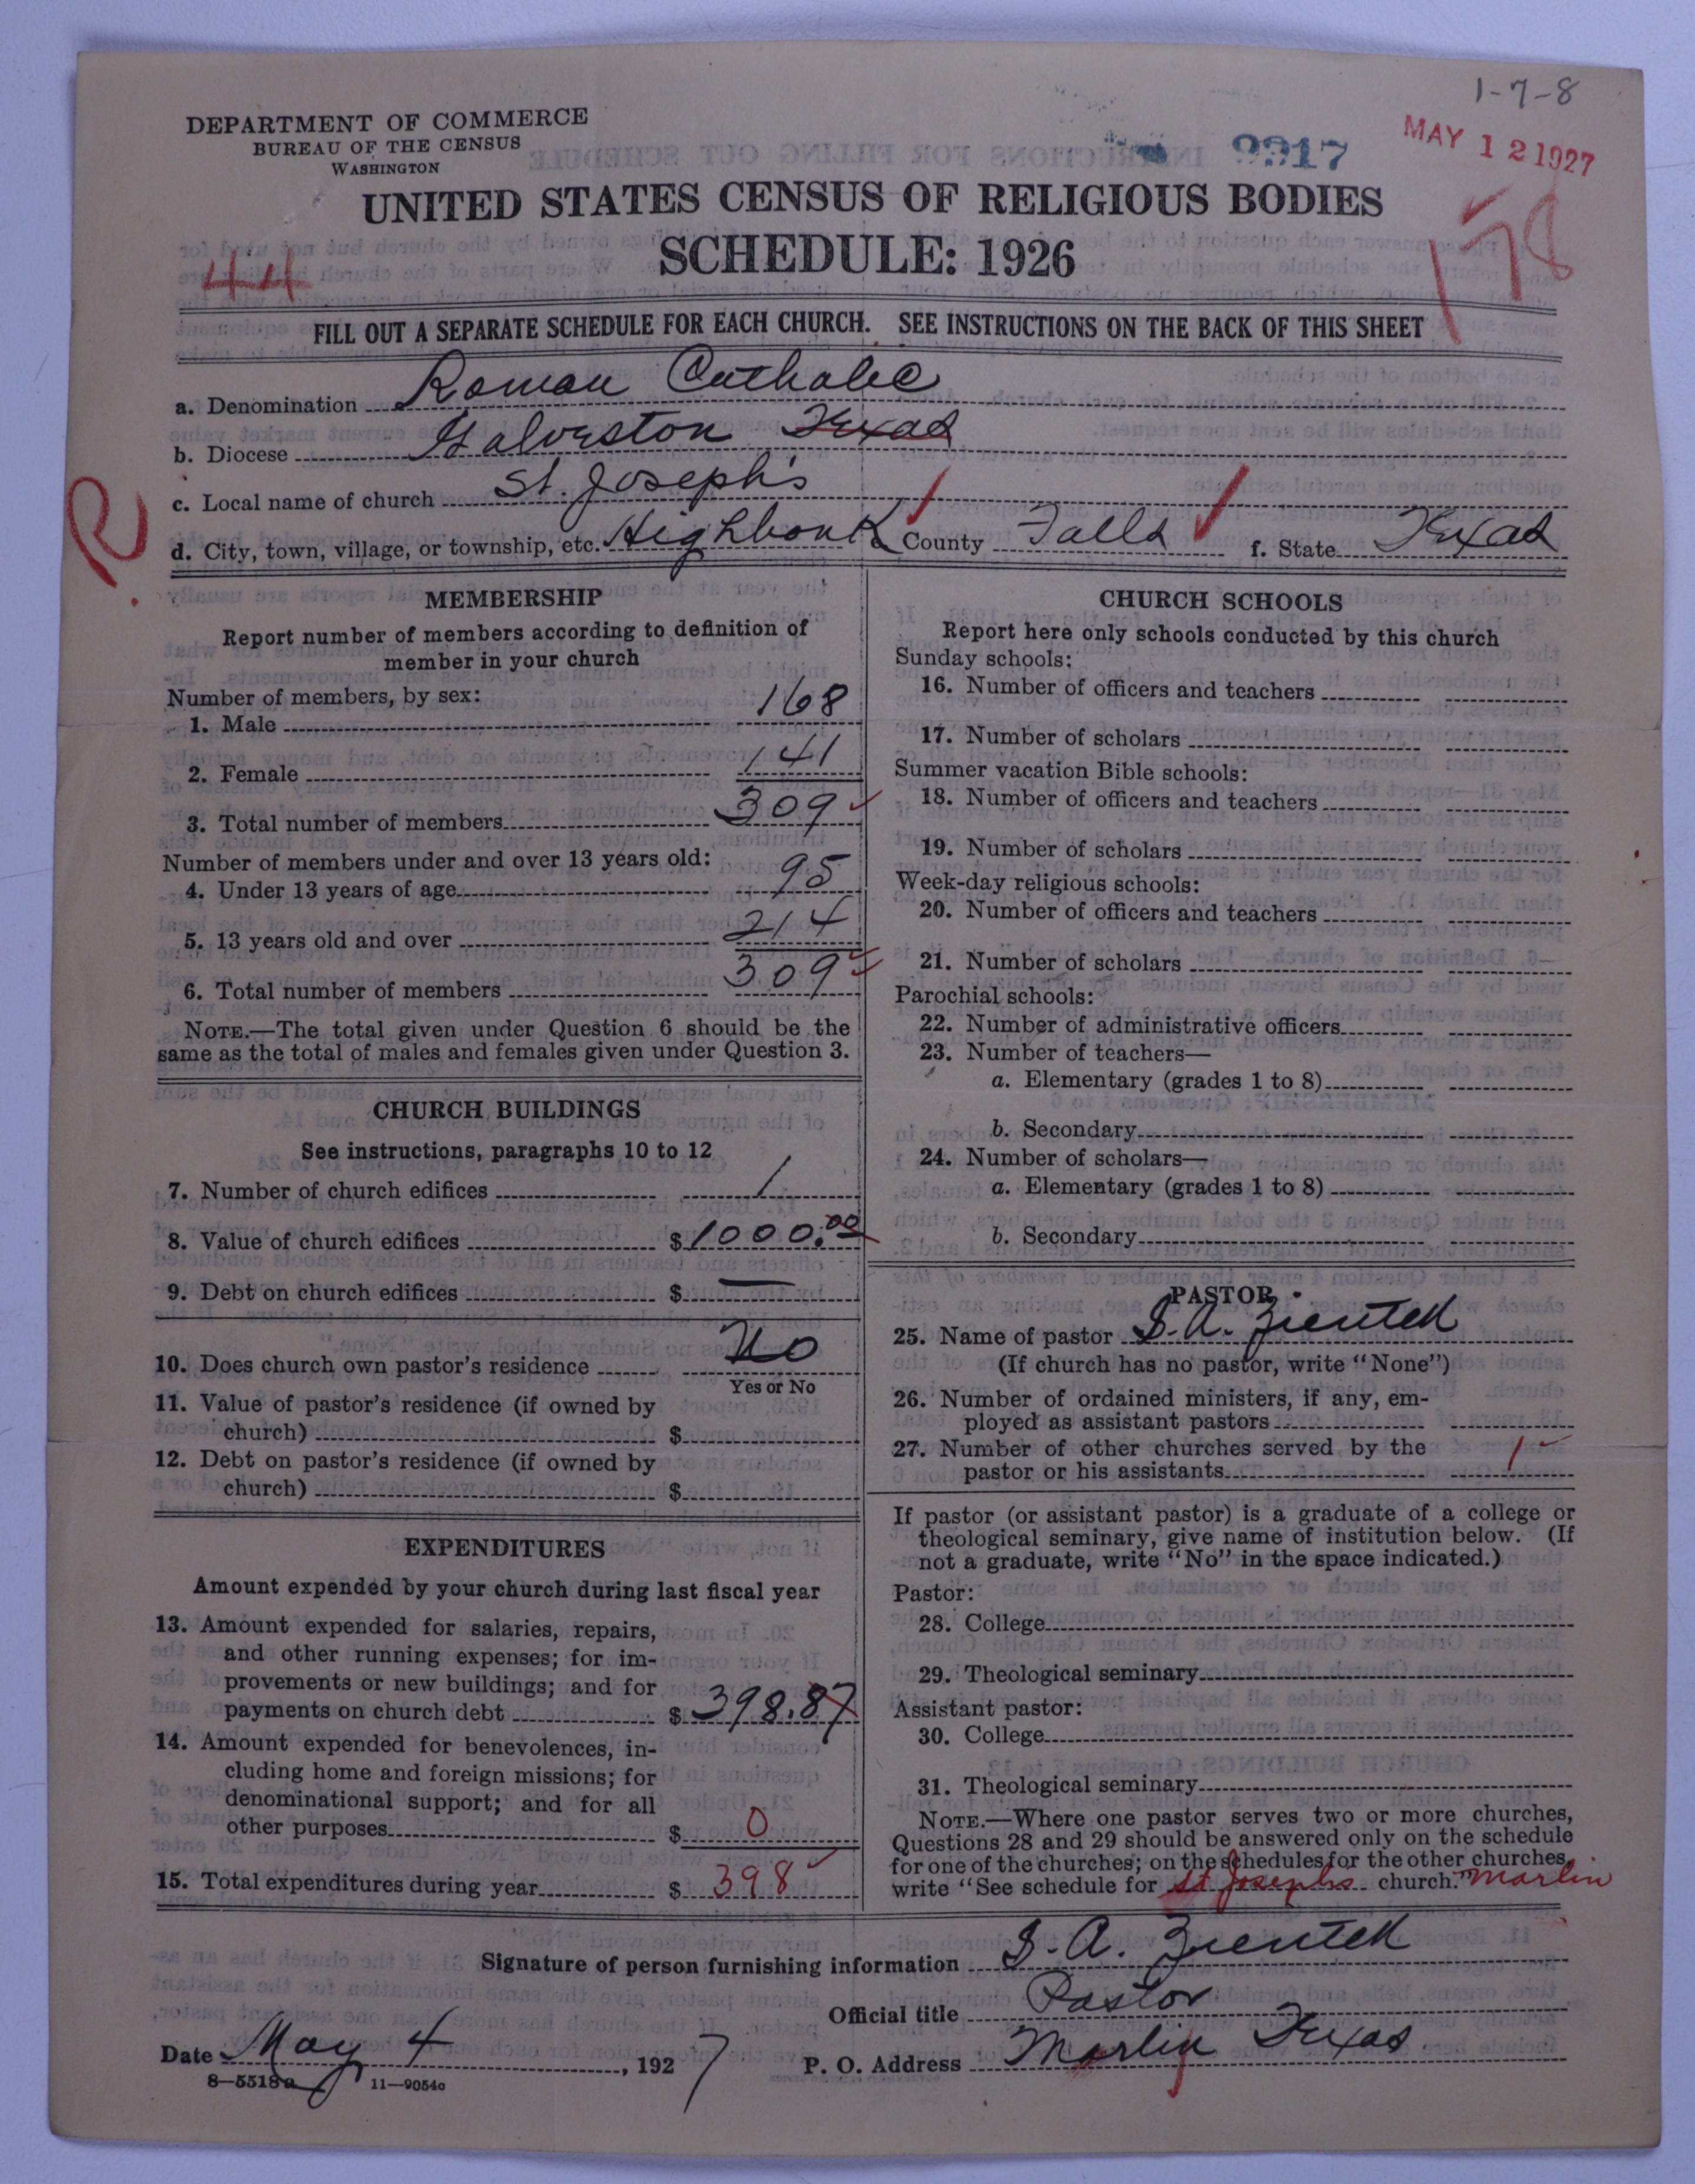 1-7-8
DEPARTMENT OF COMMERCE
BUREAU OF THE CENSUS
WASHINGTON
9917
MAY 12 1927
UNITED STATES CENSUS OF RELIGIOUS BODIES
SCHEDULE: 1926
44
178
FILL OUT A SEPARATE SCHEDULE FOR EACH CHURCH. SEE INSTRUCTIONS ON THE BACK OF THIS SHEET
a. Denomination Roman Catholic
b. Diocese Galveston Texas
c. Local name of church St. Joseph's
R
d. City, town, village, or township, etc. Highbank County Falls f. State Texas
MEMBERSHIP
Report number of members according to definition of
member in your church
Number of members, by sex:
1. Male 168
2. Female 141
3. Total number of members 309
Number of members under and over 13 years old:
4. Under 13 years of age 95
5. 13 years old and over 214
6. Total number of members 309
NOTE.—The total given under Question 6 should be the
same as the total of males and females given under Question 3.
CHURCH BUILDINGS
See instructions, paragraphs 10 to 12
7. Number of church edifices 1
8. Value of church edifices $1000.00
9. Debt on church edifices $ —
10. Does church own pastor's residence No
Yes or No
11. Value of pastor's residence (if owned by
church) $
12. Debt on pastor's residence (if owned by
church) $
EXPENDITURES
Amount expended by your church during last fiscal year
13. Amount expended for salaries, repairs,
and other running expenses; for im-
provements or new buildings; and for
payments on church debt $398.87
14. Amount expended for benevolences, in-
cluding home and foreign missions; for
denominational support; and for all
other purposes $ 0
15. Total expenditures during year $ 398
CHURCH SCHOOLS
Report here only schools conducted by this church
Sunday schools:
16. Number of officers and teachers
17. Number of scholars
Summer vacation Bible schools:
18. Number of officers and teachers
19. Number of scholars
Week-day religious schools:
20. Number of officers and teachers
21. Number of scholars
Parochial schools:
22. Number of administrative officers
23. Number of teachers—
a. Elementary (grades 1 to 8)
b. Secondary
24. Number of scholars—
a. Elementary (grades 1 to 8)
b. Secondary
PASTOR
25. Name of pastor S. A. Zientek
(If church has no pastor, write "None")
26. Number of ordained ministers, if any, em-
ployed as assistant pastors
27. Number of other churches served by the
pastor or his assistants 1
If pastor (or assistant pastor) is a graduate of a college or
theological seminary, give name of institution below. (If
not a graduate, write "No" in the space indicated.)
Pastor:
28. College
29. Theological seminary
Assistant pastor:
30. College
31. Theological seminary
NOTE.—Where one pastor serves two or more churches,
Questions 28 and 29 should be answered only on the schedule
for one of the churches; on the schedules for the other churches,
write "See schedule for St Josephs church." Marlin
Signature of person furnishing information S. A. Zientek
Official title Pastor
Date May 4, 1927 P. O. Address Marlin Texas
8—5518a 11—9054c